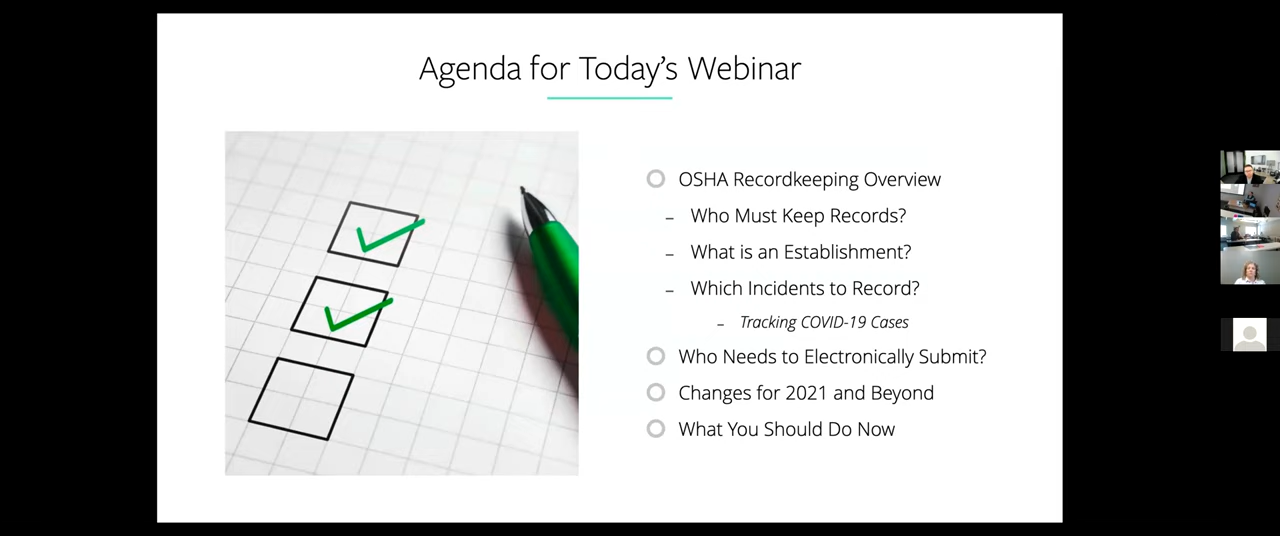 Agenda for Today's Webinar
OSHA Recordkeeping Overview
– Who Must Keep Records?
– What is an Establishment?
– Which Incidents to Record?
– Tracking COVID-19 Cases
Who Needs to Electronically Submit?
Changes for 2021 and Beyond
What You Should Do Now